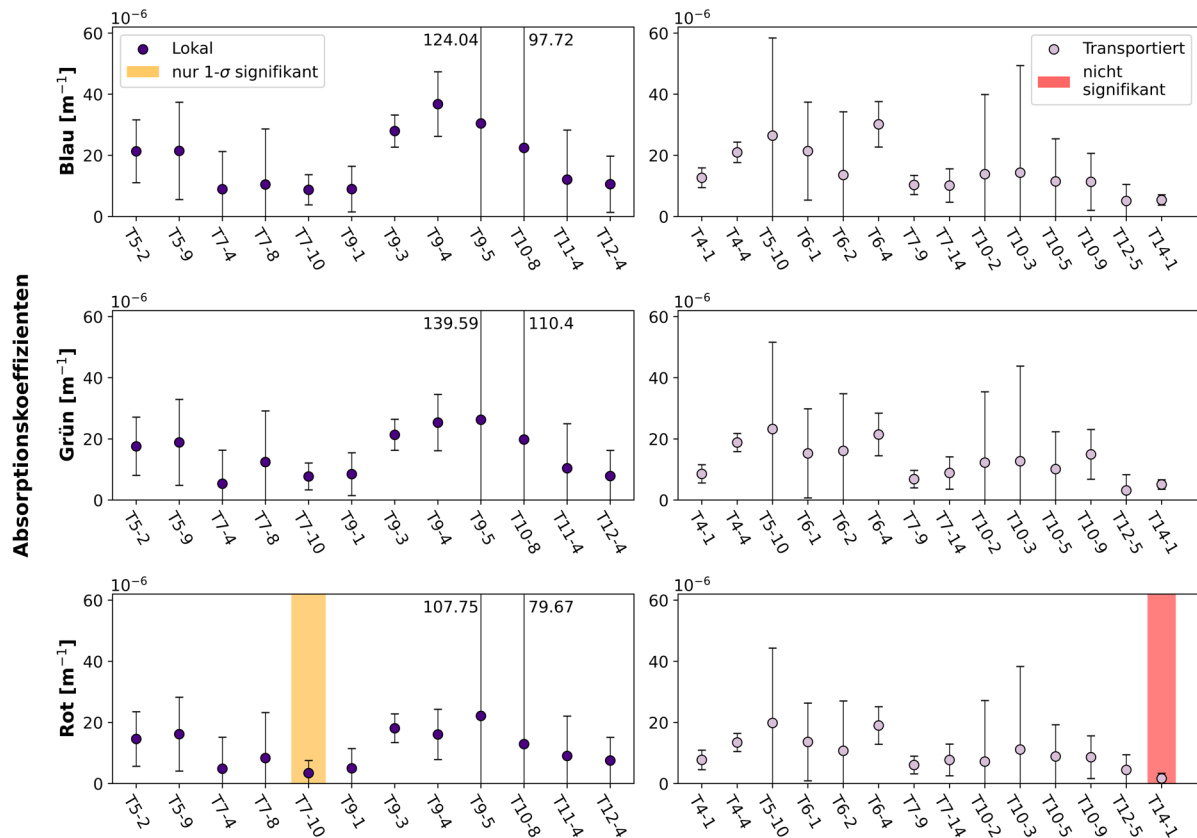 Absorptionskoeffizienten
Blau [m⁻¹]
10⁻⁶
60
40
20
0
Lokal
nur 1-σ signifikant
124.04
97.72
T5-2
T5-9
T7-4
T7-8
T7-10
T9-1
T9-3
T9-4
T9-5
T10-8
T11-4
T12-4
10⁻⁶
60
40
20
0
Transportiert
nicht
signifikant
T4-1
T4-4
T5-10
T6-1
T6-2
T6-4
T7-9
T7-14
T10-2
T10-3
T10-5
T10-9
T12-5
T14-1
Grün [m⁻¹]
10⁻⁶
60
40
20
0
139.59
110.4
T5-2
T5-9
T7-4
T7-8
T7-10
T9-1
T9-3
T9-4
T9-5
T10-8
T11-4
T12-4
10⁻⁶
60
40
20
0
T4-1
T4-4
T5-10
T6-1
T6-2
T6-4
T7-9
T7-14
T10-2
T10-3
T10-5
T10-9
T12-5
T14-1
Rot [m⁻¹]
10⁻⁶
60
40
20
0
107.75
79.67
T5-2
T5-9
T7-4
T7-8
T7-10
T9-1
T9-3
T9-4
T9-5
T10-8
T11-4
T12-4
10⁻⁶
60
40
20
0
T4-1
T4-4
T5-10
T6-1
T6-2
T6-4
T7-9
T7-14
T10-2
T10-3
T10-5
T10-9
T12-5
T14-1